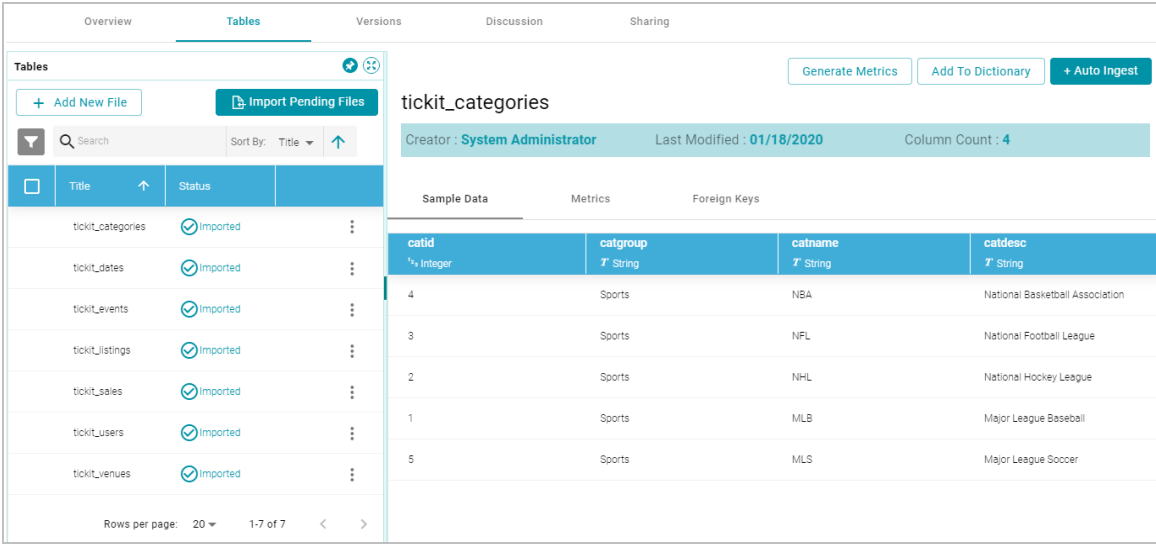 Overview Tables Versions Discussion Sharing
Tables
+ Add New File Import Pending Files
Search Sort By: Title
Title Status
tickit_categories Imported
tickit_dates Imported
tickit_events Imported
tickit_listings Imported
tickit_sales Imported
tickit_users Imported
tickit_venues Imported
Rows per page: 20 1-7 of 7
Generate Metrics Add To Dictionary + Auto Ingest
tickit_categories
Creator : System Administrator Last Modified : 01/18/2020 Column Count : 4
Sample Data Metrics Foreign Keys
catid catgroup catname catdesc
123 Integer T String T String T String
4 Sports NBA National Basketball Association
3 Sports NFL National Football League
2 Sports NHL National Hockey League
1 Sports MLB Major League Baseball
5 Sports MLS Major League Soccer